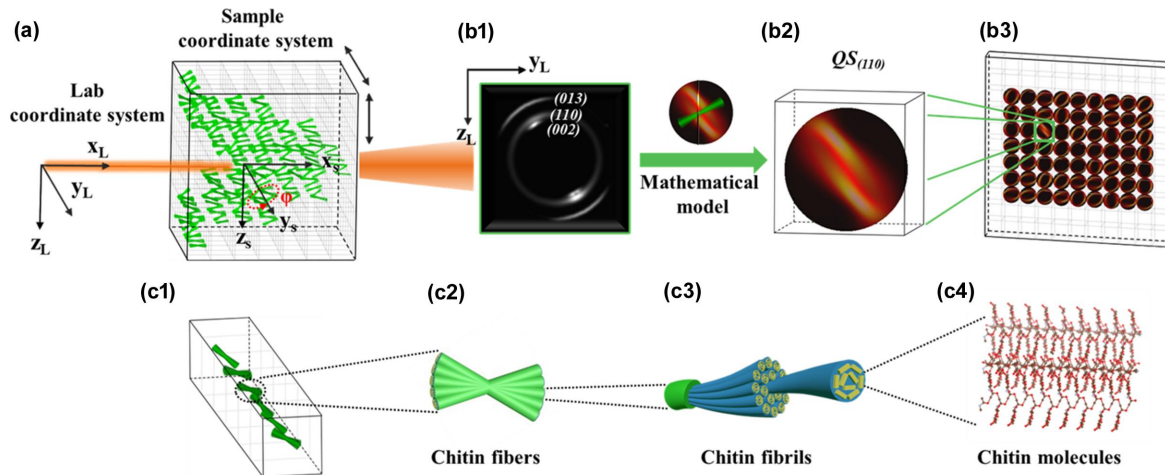 (a)
Sample
coordinate system
Lab
coordinate system
x_L
y_L
z_L
x_s
y_s
z_s
φ
(b1)
y_L
z_L
(013)
(110)
(002)
Mathematical
model
(b2)
QS_(110)
(b3)
(c1)
(c2)
Chitin fibers
(c3)
Chitin fibrils
(c4)
Chitin molecules